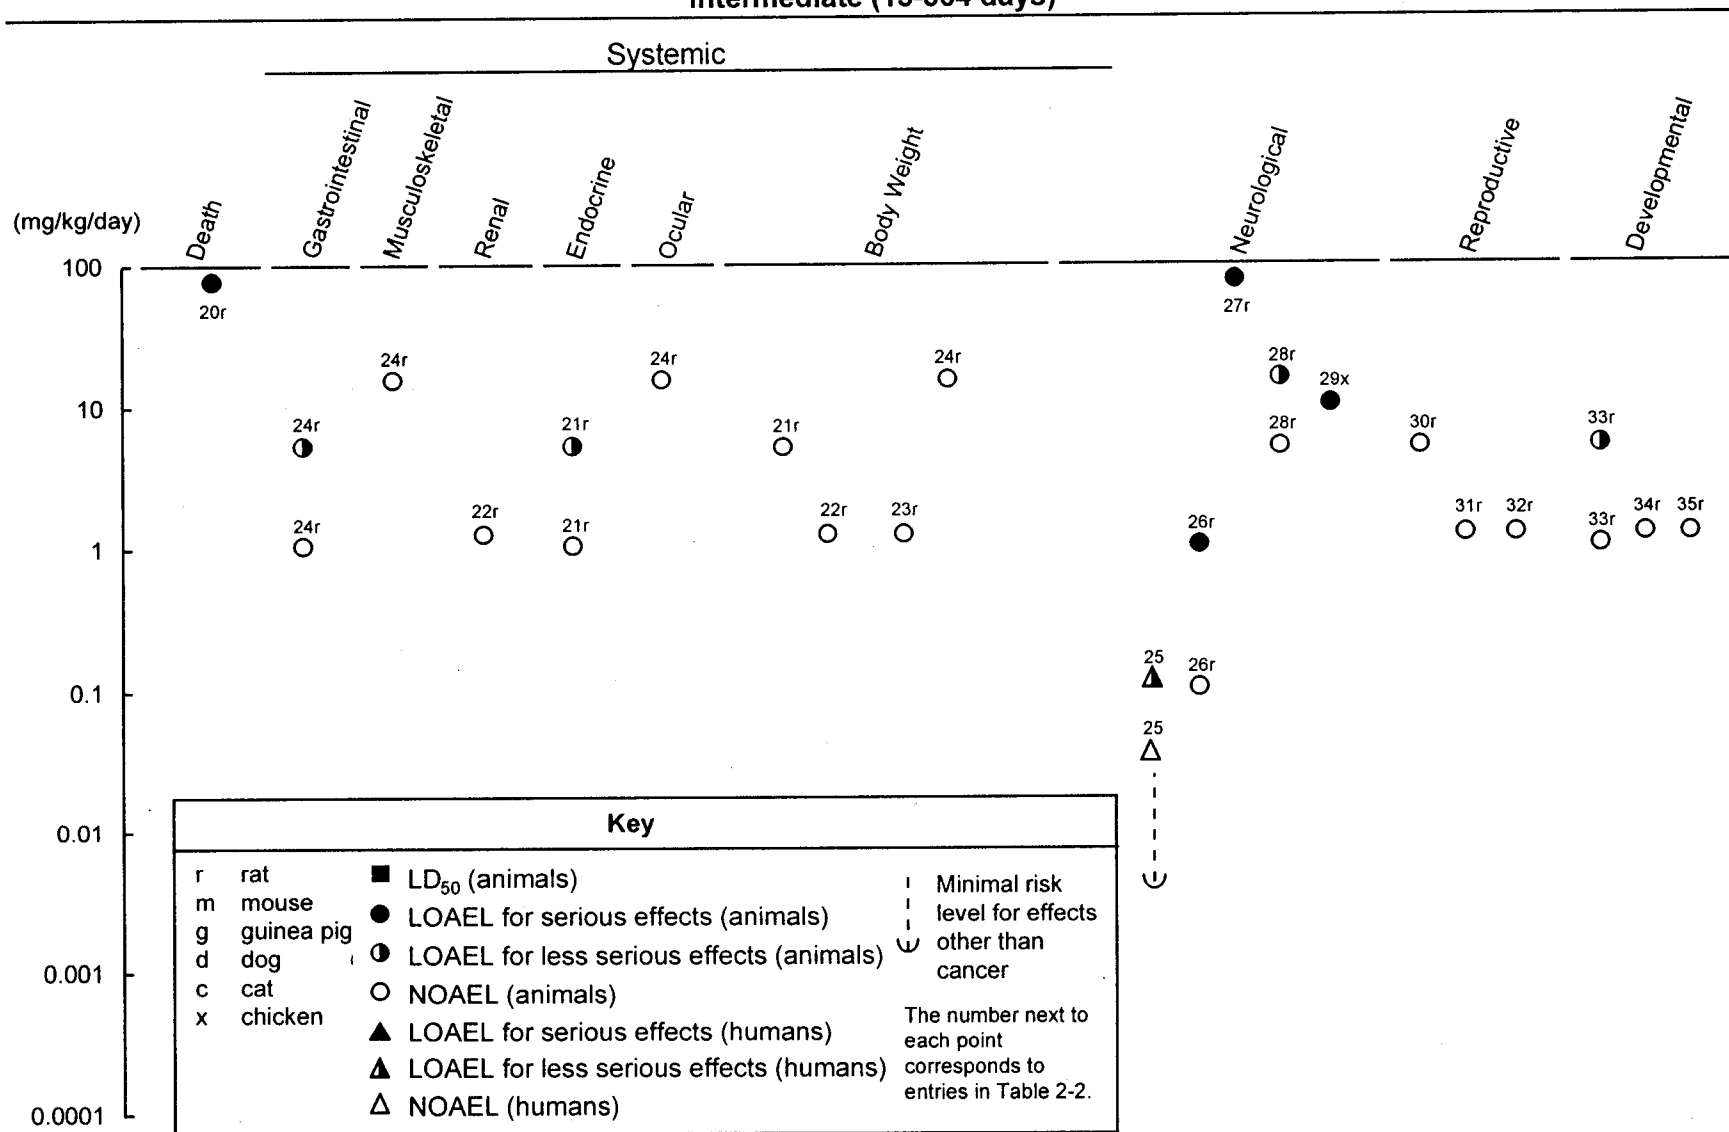 Intermediate (15-364 days)
Systemic
(mg/kg/day)
Death
Gastrointestinal
Musculoskeletal
Renal
Endocrine
Ocular
Body Weight
Neurological
Reproductive
Developmental
100
20r
27r
24r
24r
24r
28r
29x
10
24r
21r
21r
28r
30r
33r
24r
22r
21r
22r
23r
26r
31r
32r
33r
34r
35r
1
25
26r
0.1
25
0.01
0.001
0.0001
Key
r rat
m mouse
g guinea pig
d dog
c cat
x chicken
LD50 (animals)
LOAEL for serious effects (animals)
LOAEL for less serious effects (animals)
NOAEL (animals)
LOAEL for serious effects (humans)
LOAEL for less serious effects (humans)
NOAEL (humans)
Minimal risk
level for effects
other than
cancer
The number next to
each point
corresponds to
entries in Table 2-2.